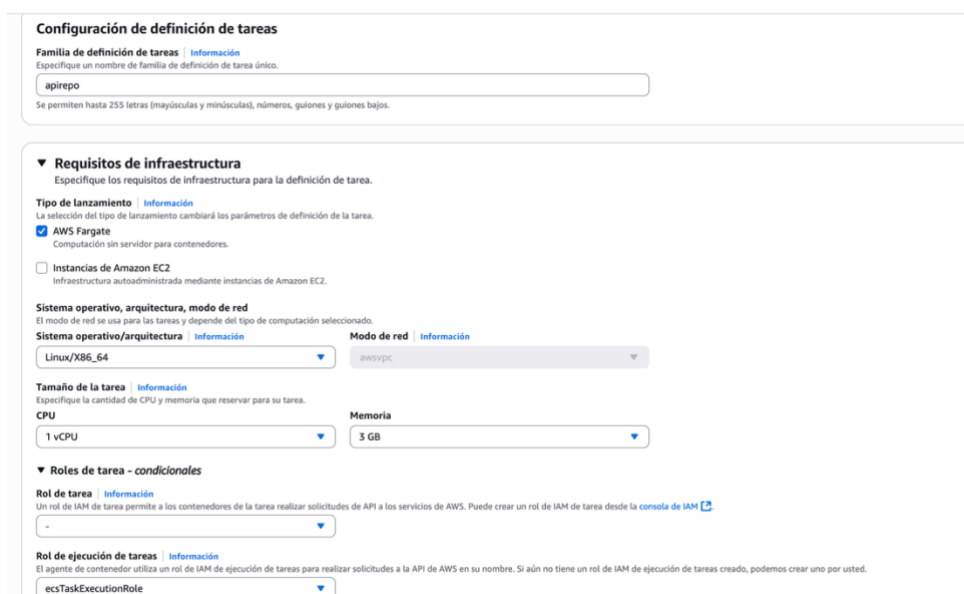 Configuración de definición de tareas
Familia de definición de tareas | Información
Especifique un nombre de familia de definición de tarea único.
apirepo
Se permiten hasta 255 letras (mayúsculas y minúsculas), números, guiones y guiones bajos.
Requisitos de infraestructura
Especifique los requisitos de infraestructura para la definición de tarea.
Tipo de lanzamiento | Información
La selección del tipo de lanzamiento cambiará los parámetros de definición de la tarea.
AWS Fargate
Computación sin servidor para contenedores.
Instancias de Amazon EC2
Infraestructura autoadministrada mediante instancias de Amazon EC2.
Sistema operativo, arquitectura, modo de red
El modo de red se usa para las tareas y depende del tipo de computación seleccionado.
Sistema operativo/arquitectura | Información Modo de red | Información
Linux/X86_64 awsvpc
Tamaño de la tarea | Información
Especifique la cantidad de CPU y memoria que reservar para su tarea.
CPU Memoria
1 vCPU 3 GB
Roles de tarea - condicionales
Rol de tarea | Información
Un rol de IAM de tarea permite a los contenedores de la tarea realizar solicitudes de API a los servicios de AWS. Puede crear un rol de IAM de tarea desde la consola de IAM.
-
Rol de ejecución de tareas | Información
El agente de contenedor utiliza un rol de IAM de ejecución de tareas para realizar solicitudes a la API de AWS en su nombre. Si aún no tiene un rol de IAM de ejecución de tareas creado, podemos crear uno por usted.
ecsTaskExecutionRole